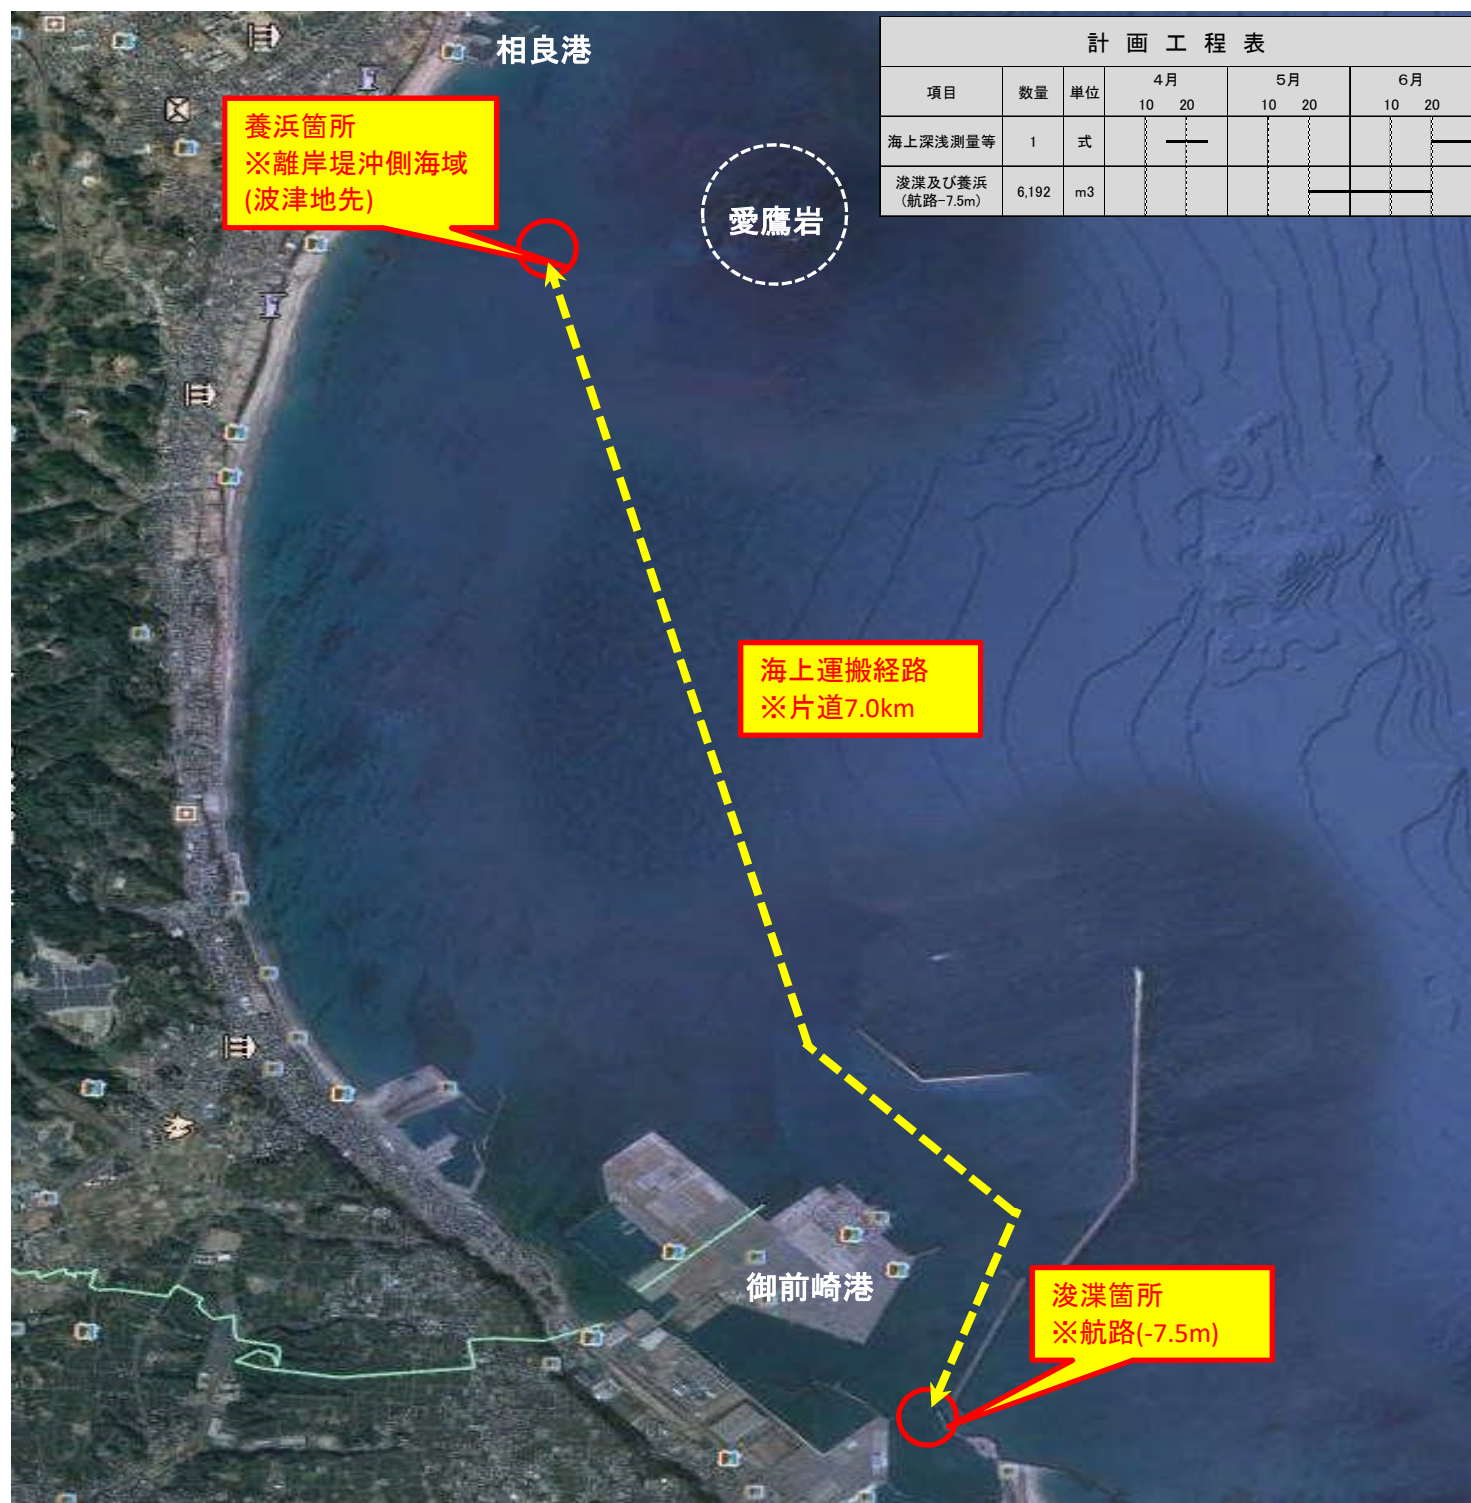 相良港
計画工程表
項目 数量 単位 4月 5月 6月
10 20 10 20 10 20
海上深浅測量等 1 式
浚渫及び養浜
(航路-7.5m)
6,192 m3
養浜箇所
※離岸堤沖側海域
(波津地先)
愛鷹岩
海上運搬経路
※片道7.0km
御前崎港
浚渫箇所
※航路(-7.5m)